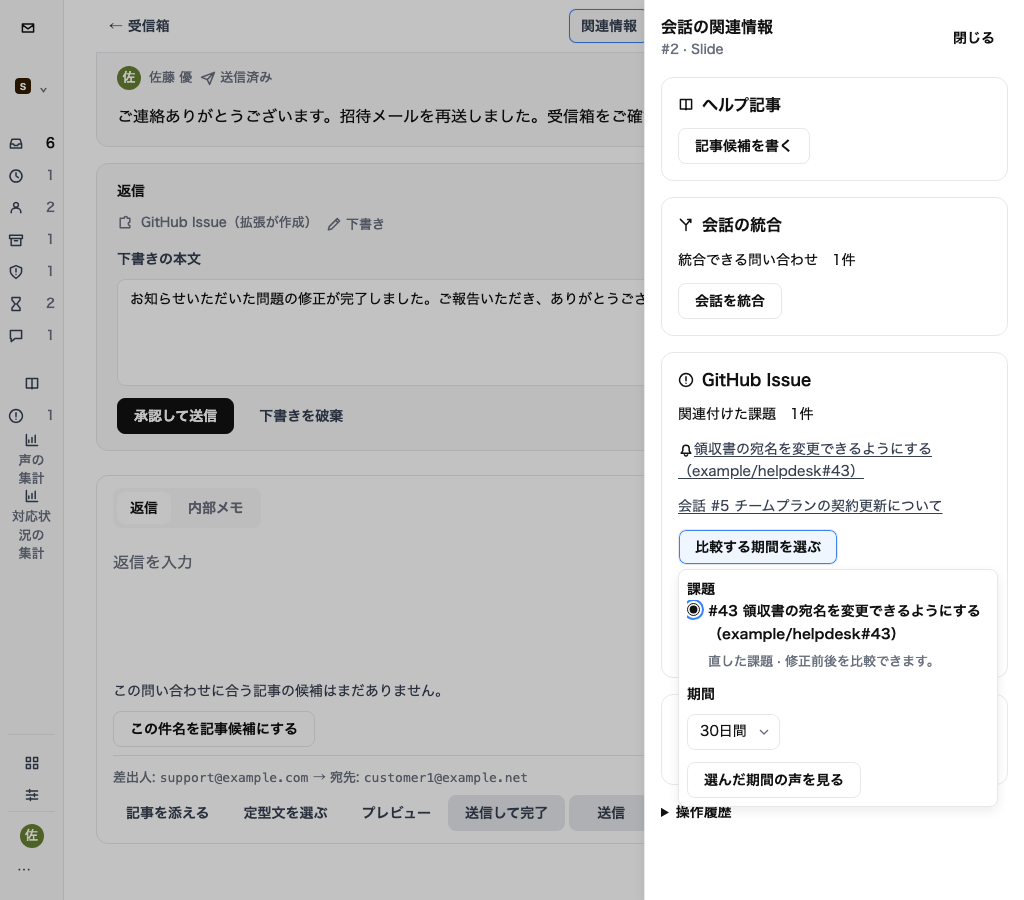 S
6
1
2
1
1
2
1
1
声の
集計
対応状
況の
集計
佐
...
← 受信箱
関連情報
佐 佐藤 優 送信済み
ご連絡ありがとうございます。招待メールを再送しました。受信箱をご確
返信
GitHub Issue（拡張が作成） 下書き
下書きの本文
お知らせいただいた問題の修正が完了しました。ご報告いただき、ありがとうござ
承認して送信 下書きを破棄
返信 内部メモ
返信を入力
この問い合わせに合う記事の候補はまだありません。
この件名を記事候補にする
差出人: support@example.com → 宛先: customer1@example.net
記事を添える 定型文を選ぶ プレビュー 送信して完了 送信
会話の関連情報
#2 · Slide
閉じる
ヘルプ記事
記事候補を書く
会話の統合
統合できる問い合わせ 1件
会話を統合
GitHub Issue
関連付けた課題 1件
領収書の宛名を変更できるようにする
（example/helpdesk#43）
会話 #5 チームプランの契約更新について
比較する期間を選ぶ
課題
#43 領収書の宛名を変更できるようにする
（example/helpdesk#43）
直した課題 · 修正前後を比較できます。
期間
30日間
選んだ期間の声を見る
▶ 操作履歴